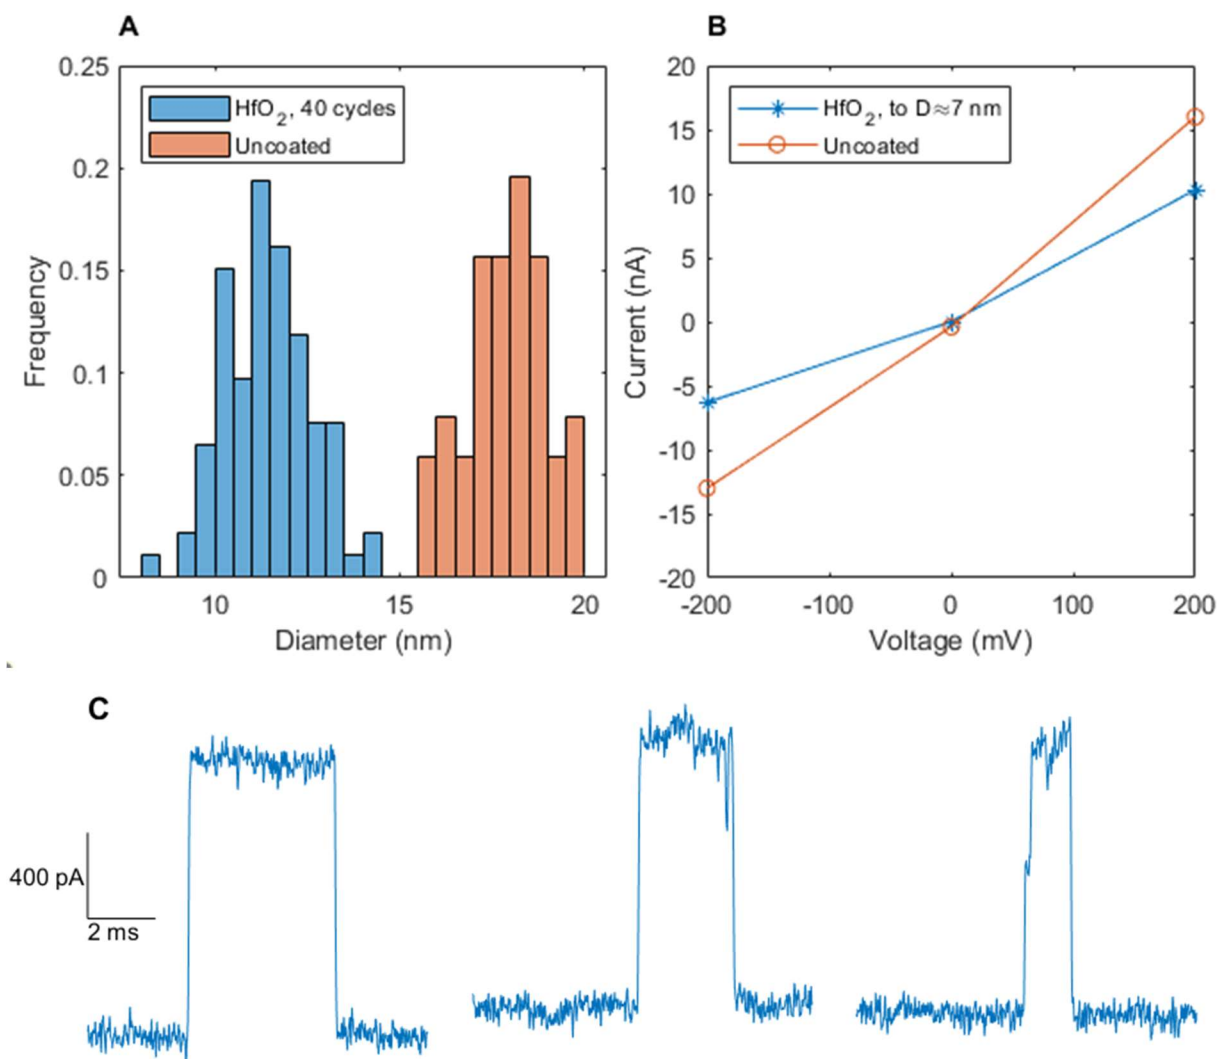 A
0.25
0.2
0.15
0.1
0.05
0
Frequency
HfO2, 40 cycles
Uncoated
10
15
20
Diameter (nm)
B
20
15
10
5
0
-5
-10
-15
-20
Current (nA)
HfO2, to D≈7 nm
Uncoated
-200
-100
0
100
200
Voltage (mV)
C
400 pA
2 ms